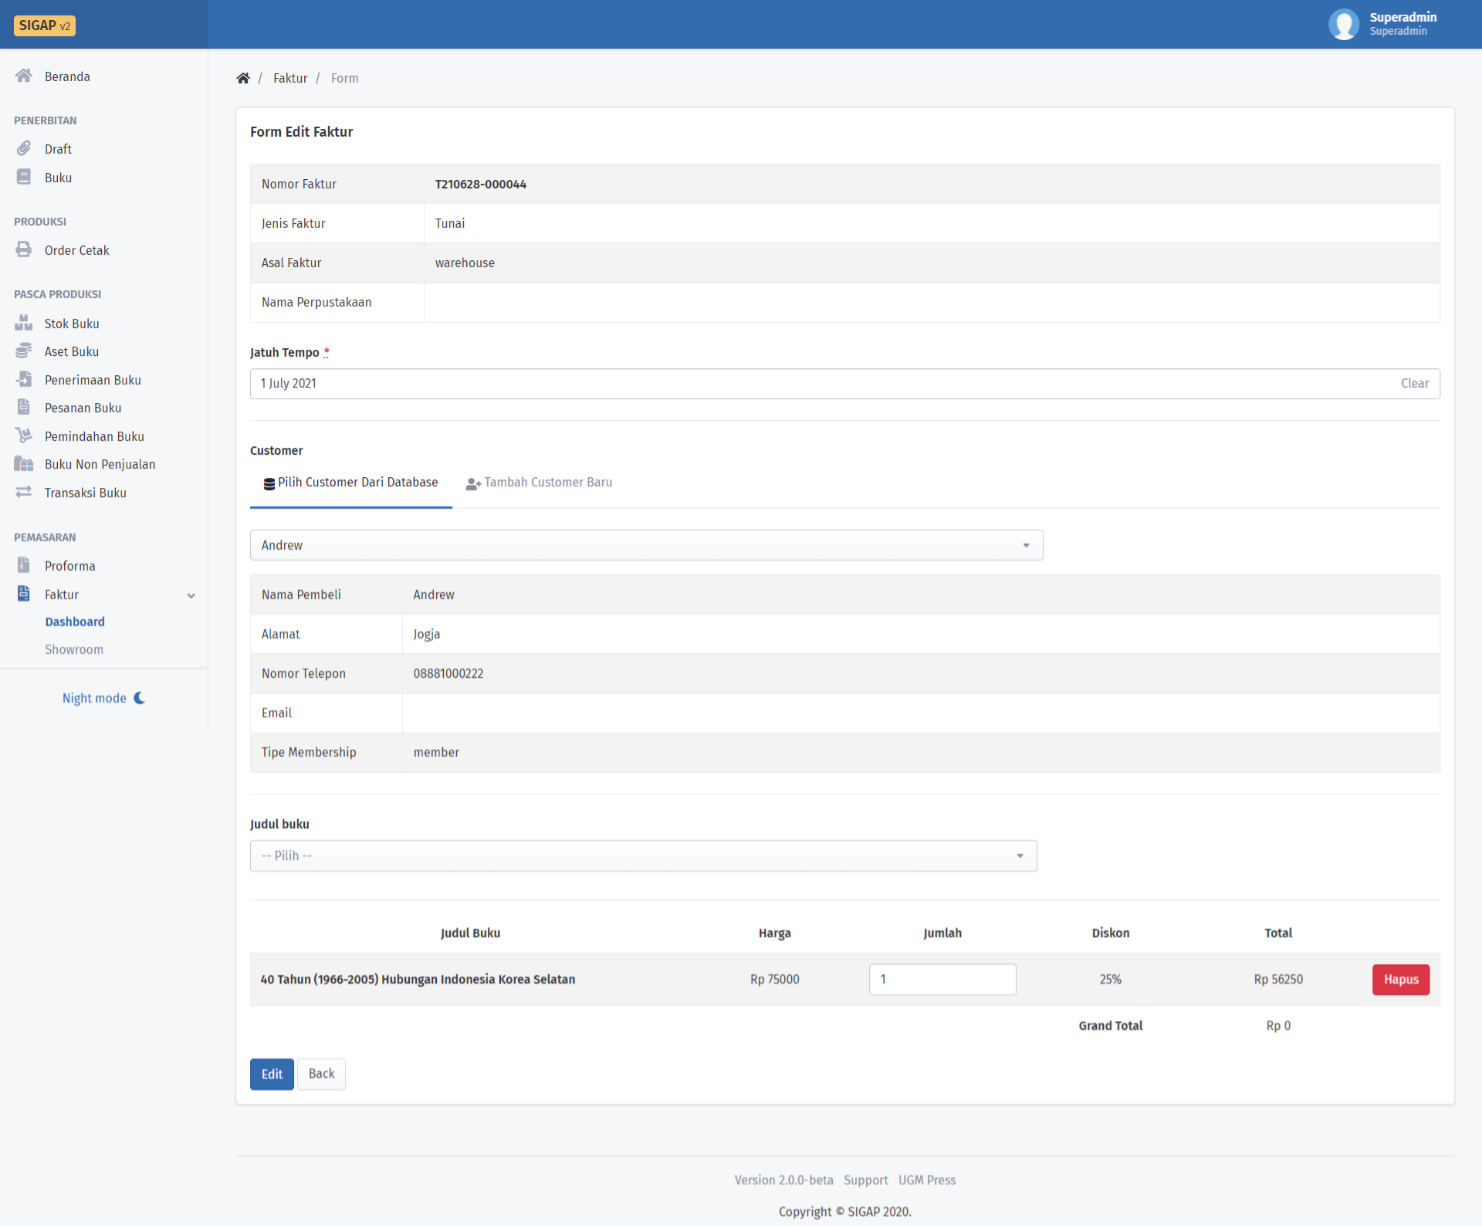 SIGAP v2
Superadmin
Superadmin
Beranda
PENERBITAN
Draft
Buku
PRODUKSI
Order Cetak
PASCA PRODUKSI
Stok Buku
Aset Buku
Penerimaan Buku
Pesanan Buku
Pemindahan Buku
Buku Non Penjualan
Transaksi Buku
PEMASARAN
Proforma
Faktur
Dashboard
Showroom
Night mode
/ Faktur / Form
Form Edit Faktur
Nomor Faktur T210628-000044
Jenis Faktur Tunai
Asal Faktur warehouse
Nama Perpustakaan
Jatuh Tempo *
1 July 2021 Clear
Customer
Pilih Customer Dari Database Tambah Customer Baru
Andrew
Nama Pembeli Andrew
Alamat Jogja
Nomor Telepon 08881000222
Email
Tipe Membership member
Judul buku
-- Pilih --
Judul Buku Harga Jumlah Diskon Total
40 Tahun (1966-2005) Hubungan Indonesia Korea Selatan Rp 75000 1 25% Rp 56250 Hapus
Grand Total Rp 0
Edit Back
Version 2.0.0-beta Support UGM Press
Copyright © SIGAP 2020.